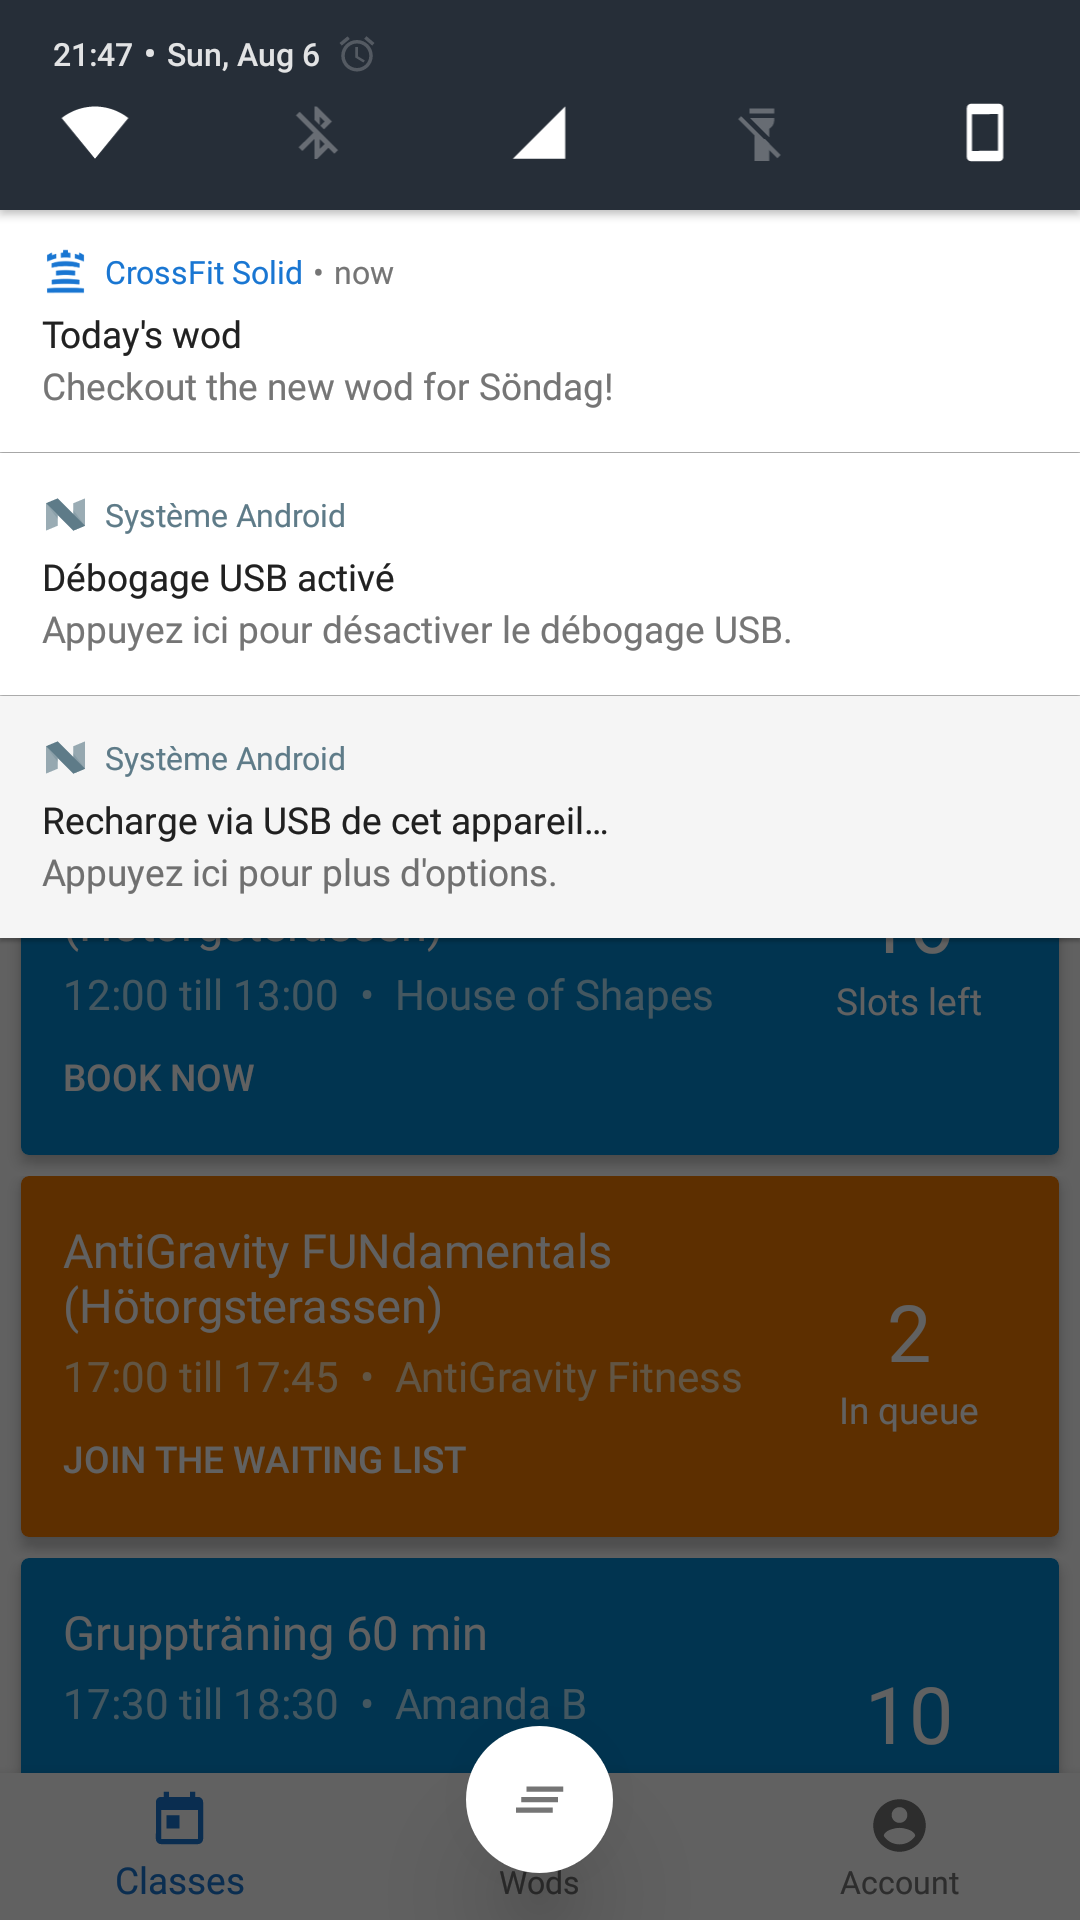 21:47 • Sun, Aug 6
CrossFit Solid • now
Today's wod
Checkout the new wod for Söndag!
Système Android
Débogage USB activé
Appuyez ici pour désactiver le débogage USB.
Système Android
Recharge via USB de cet appareil…
Appuyez ici pour plus d'options.
(Hötorgsterassen)
12:00 till 13:00 • House of Shapes
Slots left
BOOK NOW
AntiGravity FUNdamentals
(Hötorgsterassen)
2
17:00 till 17:45 • AntiGravity Fitness
In queue
JOIN THE WAITING LIST
Gruppträning 60 min
17:30 till 18:30 • Amanda B
10
Classes
Wods
Account